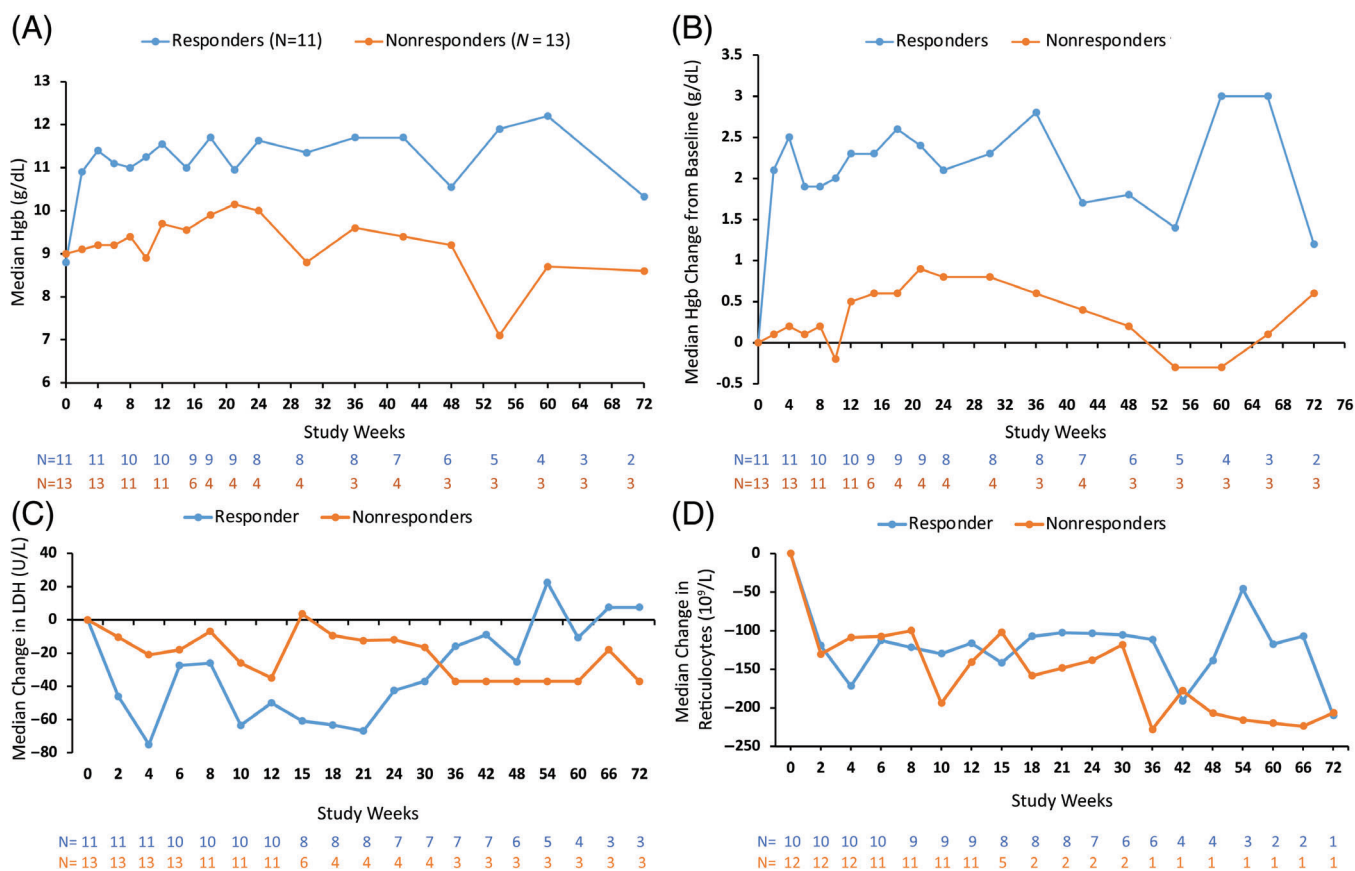 (A)
Responders (N=11) Nonresponders (N = 13)
Median Hgb (g/dL)
13
12
11
10
9
8
7
6
0 4 8 12 16 20 24 28 32 36 40 44 48 52 56 60 64 68 72
Study Weeks
N=11 11 10 10 9 9 9 8 8 8 7 6 5 4 3 2
N=13 13 11 11 6 4 4 4 4 3 4 3 3 3 3 3
(B)
Responders Nonresponders
Median Hgb Change from Baseline (g/dL)
3.5
3
2.5
2
1.5
1
0.5
0
-0.5
0 4 8 12 16 20 24 28 32 36 40 44 48 52 56 60 64 68 72 76
Study Weeks
N=11 11 10 10 9 9 9 8 8 8 7 6 5 4 3 2
N=13 13 11 11 6 4 4 4 4 3 4 3 3 3 3 3
(C)
Responder Nonresponders
Median Change in LDH (U/L)
40
20
0
−20
−40
−60
−80
0 2 4 6 8 10 12 15 18 21 24 30 36 42 48 54 60 66 72
Study Weeks
N= 11 11 11 10 10 10 10 8 8 8 7 7 7 7 6 5 4 3 3
N= 13 13 13 13 11 11 11 6 4 4 4 4 3 3 3 3 3 3 3
(D)
Responder Nonresponders
Median Change in
Reticulocytes (10⁹/L)
0
−50
−100
−150
−200
−250
0 2 4 6 8 10 12 15 18 21 24 30 36 42 48 54 60 66 72
Study Weeks
N= 10 10 10 10 9 9 9 8 8 8 7 6 6 4 4 3 2 2 1
N= 12 12 12 11 11 11 11 5 2 2 2 2 1 1 1 1 1 1 1